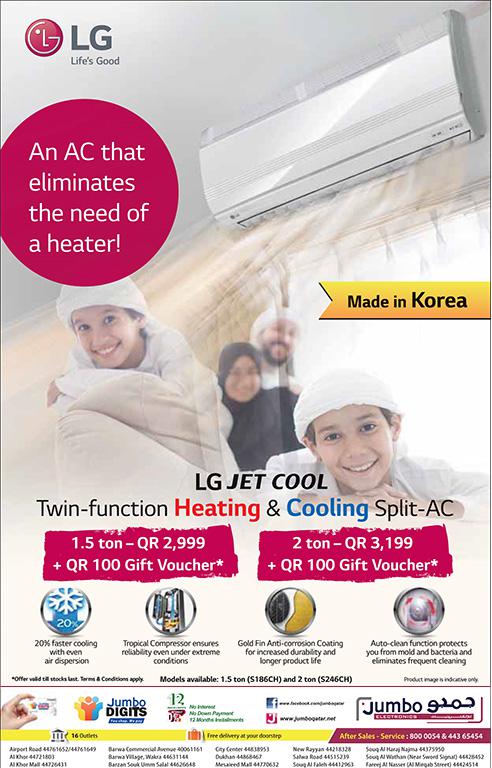 LG
Life's Good
An AC that
eliminates
the need of
a heater!
Made in Korea
LG JET COOL
Twin-function Heating & Cooling Split-AC
1.5 ton – QR 2,999
+ QR 100 Gift Voucher*
2 ton – QR 3,199
+ QR 100 Gift Voucher*
20%
20% faster cooling
with even
air dispersion
Tropical Compressor ensures
reliability even under extreme
conditions
Gold Fin Anti-corrosion Coating
for increased durability and
longer product life
Auto-clean function protects
you from mold and bacteria and
eliminates frequent cleaning
*Offer valid till stocks last. Terms & Conditions apply.
Models available: 1.5 ton (S186CH) and 2 ton (S246CH)
Product image is indicative only.
Jumbo
DIGITS
You shop. We pay
12
No Interest
No Down Payment
12 Months Installments
www.facebook.com/jumboqatar
www.jumboqatar.net
jumbo
ELECTRONICS
جمبو
16 Outlets
Free delivery at your doorstep
After Sales - Service : 800 0054 & 443 65454
Airport Road 44761652/44761649
Barwa Commercial Avenue 40061161
City Center 44838953
New Rayyan 44218328
Souq Al Haraj Najma 44375950
Al Khor 44721803
Barwa Village, Wakra 44631144
Dukhan 44868467
Salwa Road 44515239
Souq Al Wathan (Near Sword Signal) 44428452
Al Khor Mall 44726431
Barzan Souk Umm Salal 44626648
Mesaieed Mall 44770632
Souq Al Faleh 44412963
Fareej Al Nasser (Al Mirqab Street) 44424514